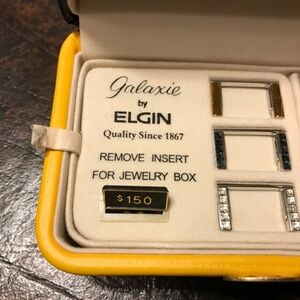 Galaxie
by
ELGIN
Quality Since 1867
REMOVE INSERT
FOR JEWELRY BOX
$150